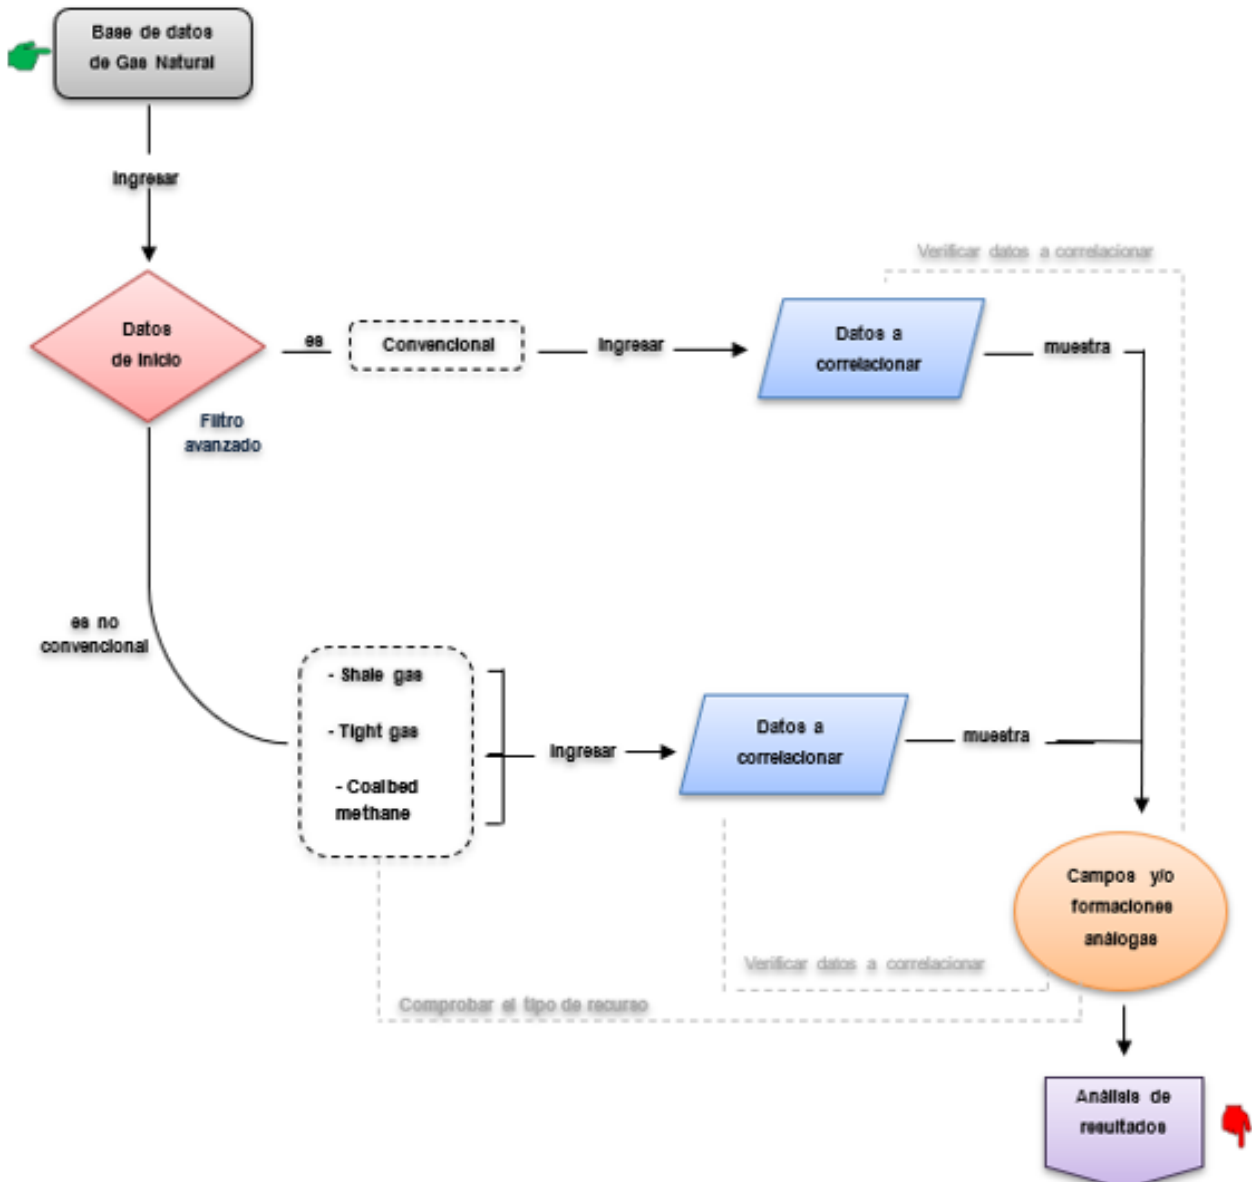 Base de datos
de Gas Natural
Ingresar
Verificar datos a correlacionar
Datos
de inicio
es
Convencional
Ingresar
Datos a
correlacionar
muestra
Filtro
avanzado
es no
convencional
- Shale gas
- Tight gas
- Coalbed
methane
Ingresar
Datos a
correlacionar
muestra
Campos y/o
formaciones
análogas
Verificar datos a correlacionar
Comprobar el tipo de recurso
Análisis de
resultados